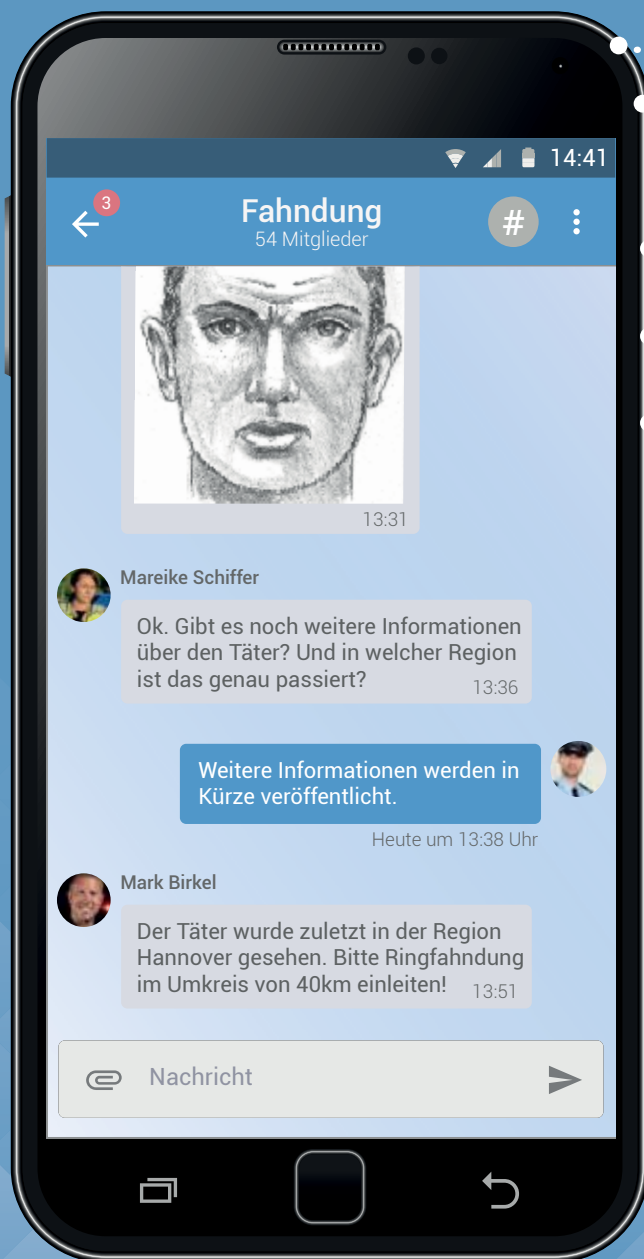 14:41
3
Fahndung
#
54 Mitglieder
13:31
Mareike Schiffer
Ok. Gibt es noch weitere Informationen
über den Täter? Und in welcher Region
ist das genau passiert?
13:36
Weitere Informationen werden in
Kürze veröffentlicht.
Heute um 13:38 Uhr
Mark Birkel
Der Täter wurde zuletzt in der Region
Hannover gesehen. Bitte Ringfahndung
im Umkreis von 40km einleiten!
13:51
Nachricht